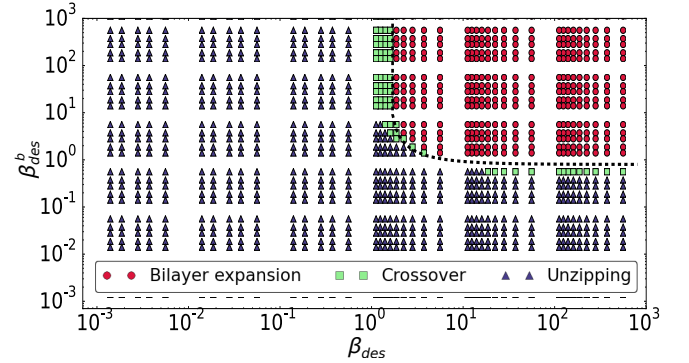 10³
10²
10¹
10⁰
10⁻¹
10⁻²
10⁻³
β^b_des
Bilayer expansion Crossover Unzipping
10⁻³ 10⁻² 10⁻¹ 10⁰ 10¹ 10² 10³
β_des